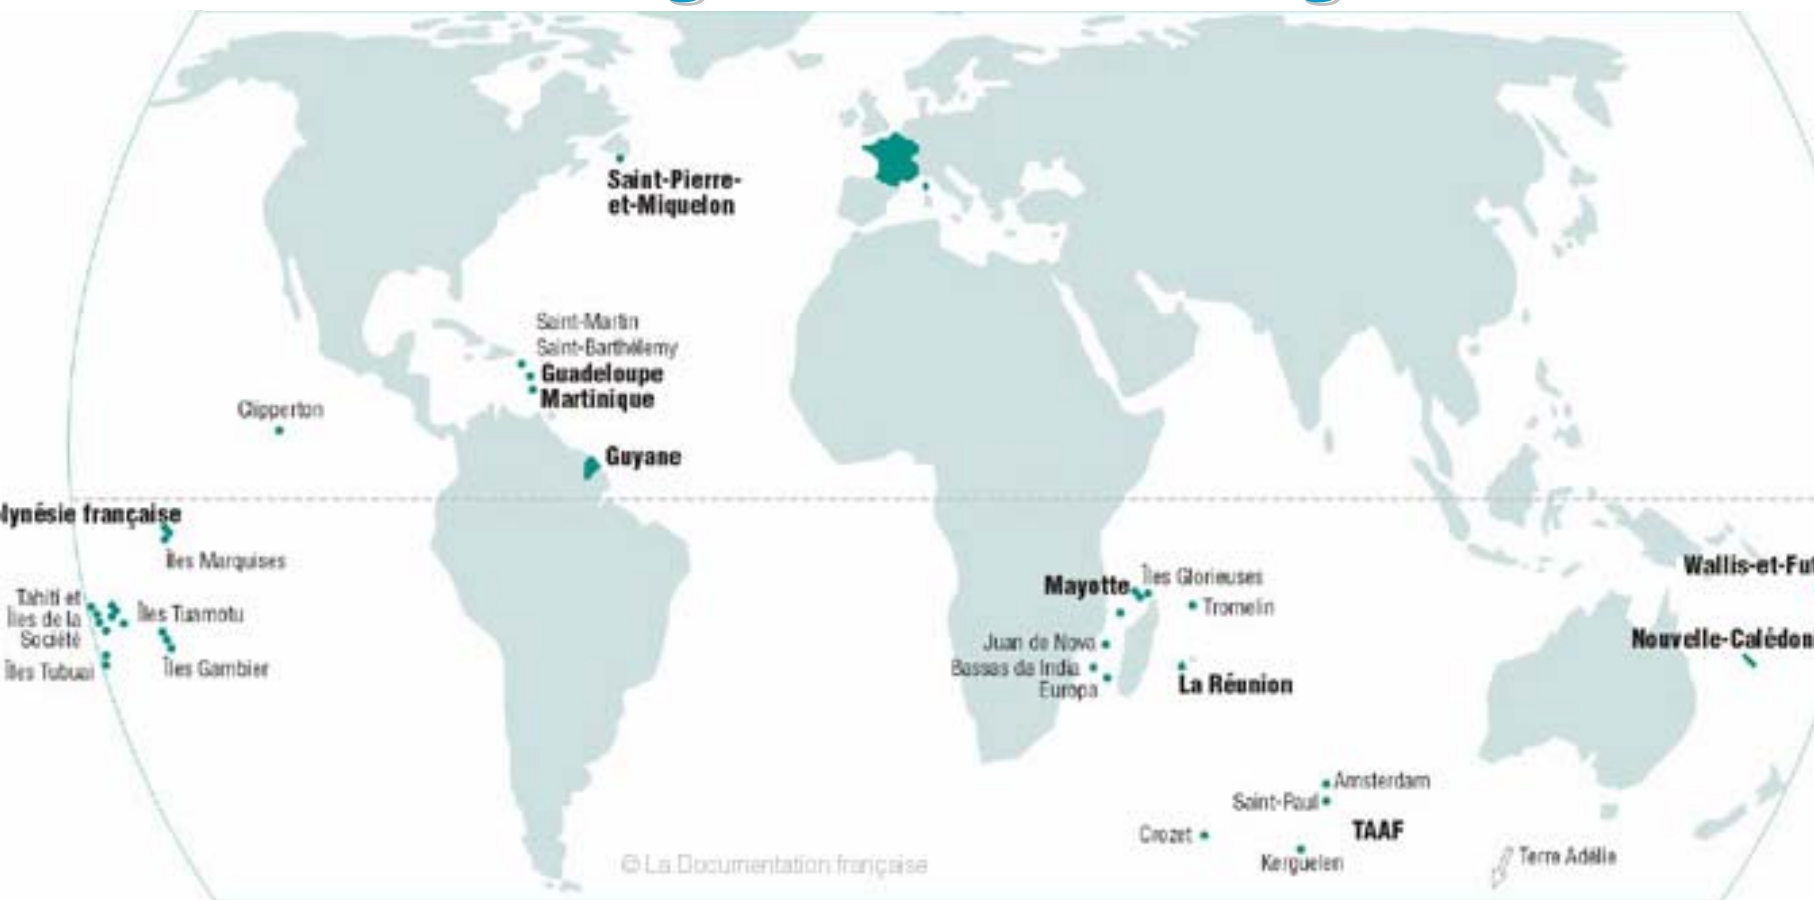 Saint-Pierre-
et-Miquelon
Saint-Martin
Saint-Barthélemy
Guadeloupe
Martinique
Clipperton
Guyane
lynésie française
Îles Marquises
Tahiti et
Îles de la
Société
Îles Tuamotu
Îles Tubuai
Îles Gambier
Mayotte
Îles Glorieuses
Tromelin
Juan de Nova
Bassas da India
Europa
La Réunion
Wallis-et-Fut
Nouvelle-Calédon
Amsterdam
Saint-Paul
TAAF
Crozet
Kerguelen
Terre Adélie
© La Documentation française